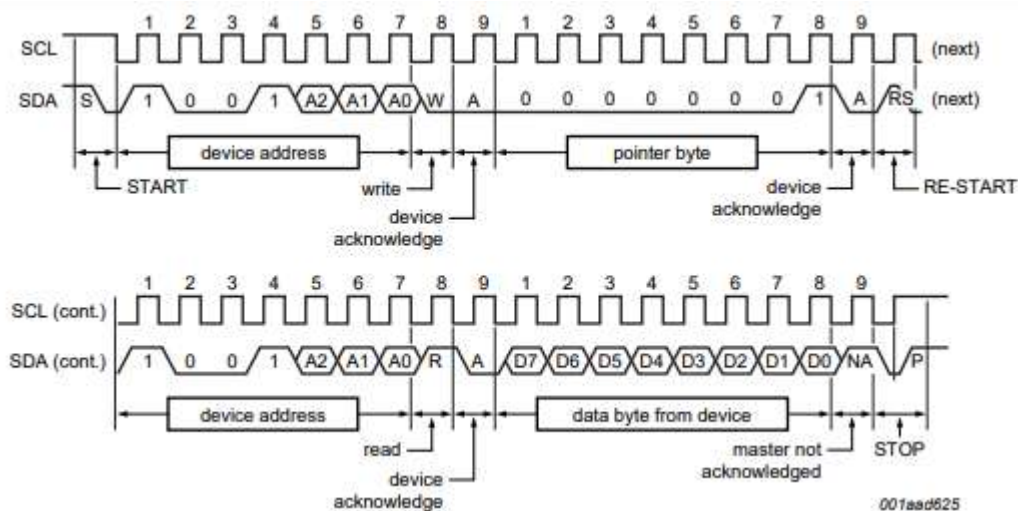 1 2 3 4 5 6 7 8 9 1 2 3 4 5 6 7 8 9
SCL (next)
SDA S 1 0 0 1 A2 A1 A0 W A 0 0 0 0 0 0 0 1 A RS (next)
device address pointer byte
START write device acknowledge device acknowledge RE-START
1 2 3 4 5 6 7 8 9 1 2 3 4 5 6 7 8 9
SCL (cont.)
SDA (cont.) 1 0 0 1 A2 A1 A0 R A D7 D6 D5 D4 D3 D2 D1 D0 NA P
device address data byte from device
read device acknowledge master not acknowledged STOP
001aad625